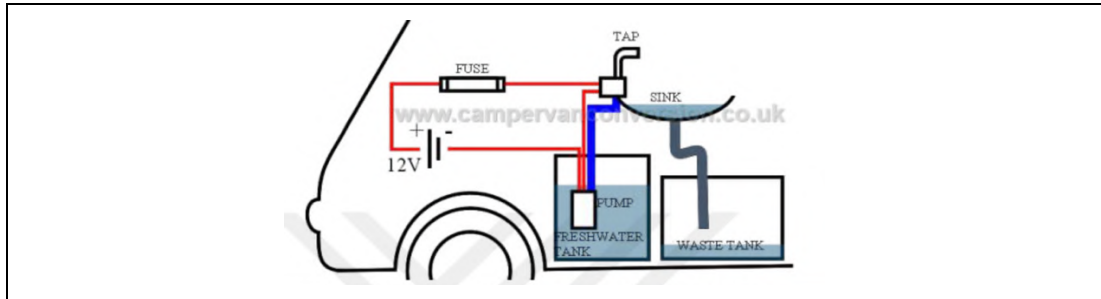 TAP
FUSE
SINK
www.campervanconversion.co.uk
+ -
12V
PUMP
FRESHWATER
TANK
WASTE TANK